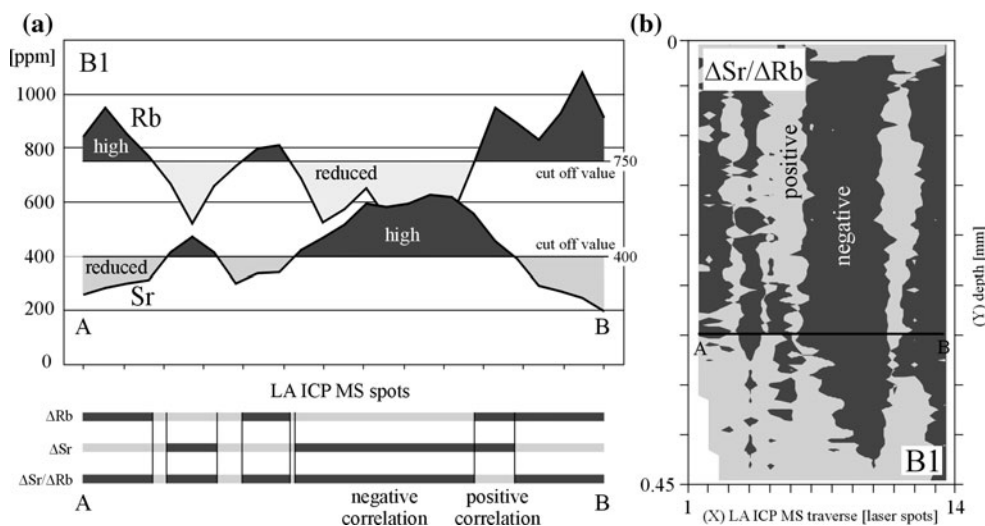 (a)
[ppm]
B1
1000
Rb
800
high
750
cut off value
reduced
600
high
cut off value
400
400
reduced
200
Sr
A
B
0
LA ICP MS spots
ΔRb
ΔSr
ΔSr/ΔRb
A
negative
correlation
positive
correlation
B
(b)
0
ΔSr/ΔRb
positive
negative
(Y) depth [mm]
A
B
B1
0.45
1
(X) LA ICP MS traverse [laser spots]
14